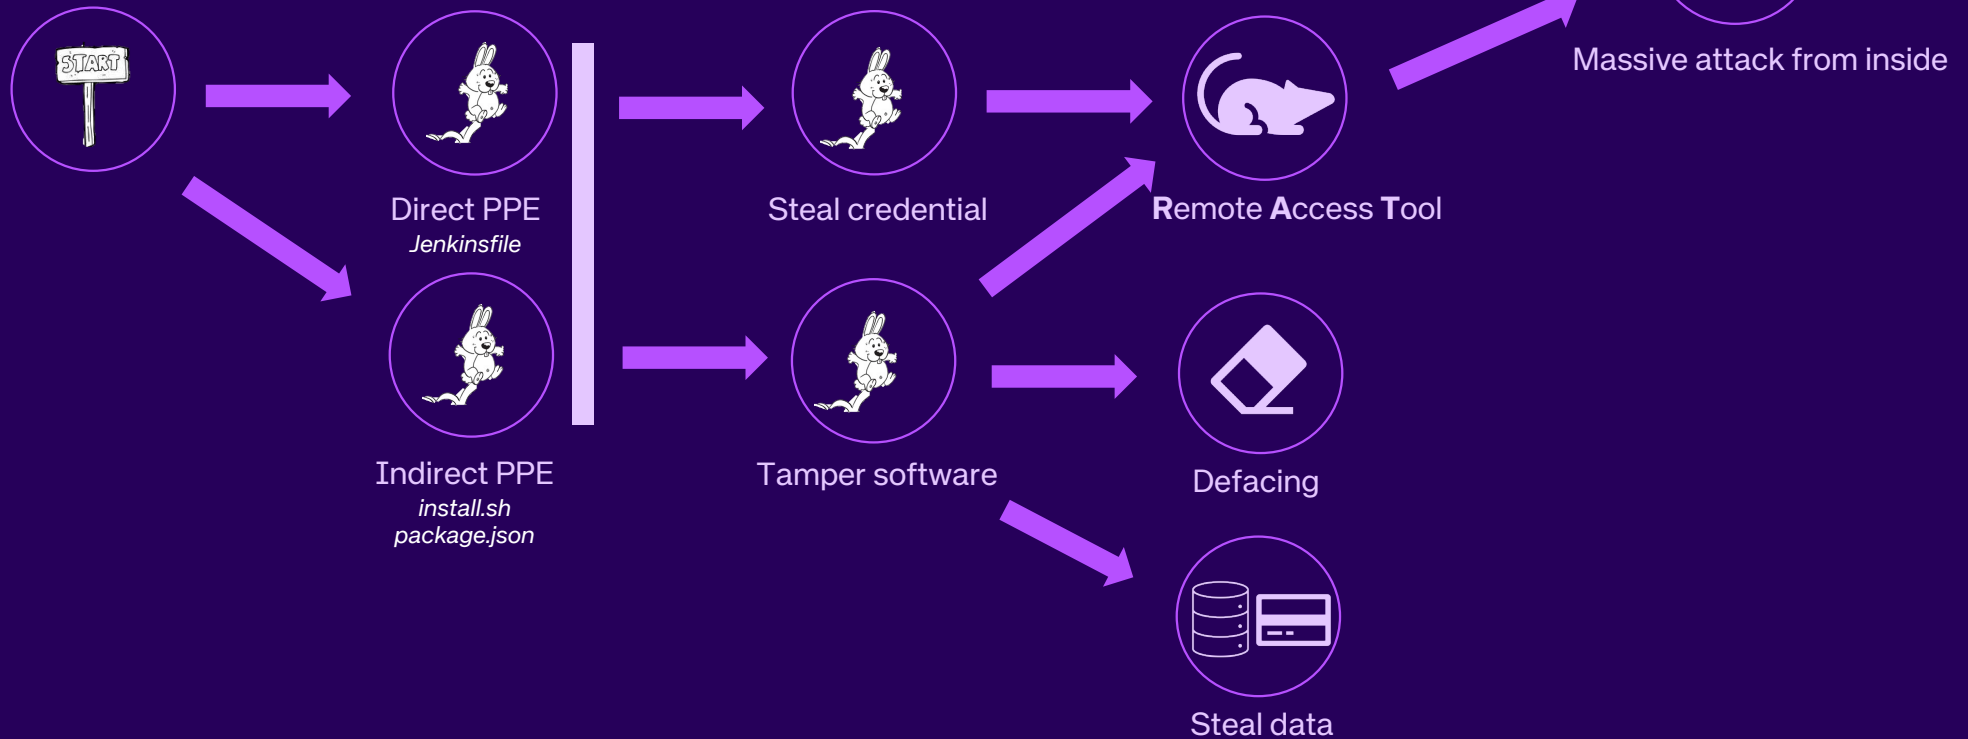 START
Massive attack from inside
Direct PPE
Jenkinsfile
Steal credential
Remote Access Tool
Indirect PPE
install.sh
package.json
Tamper software
Defacing
Steal data